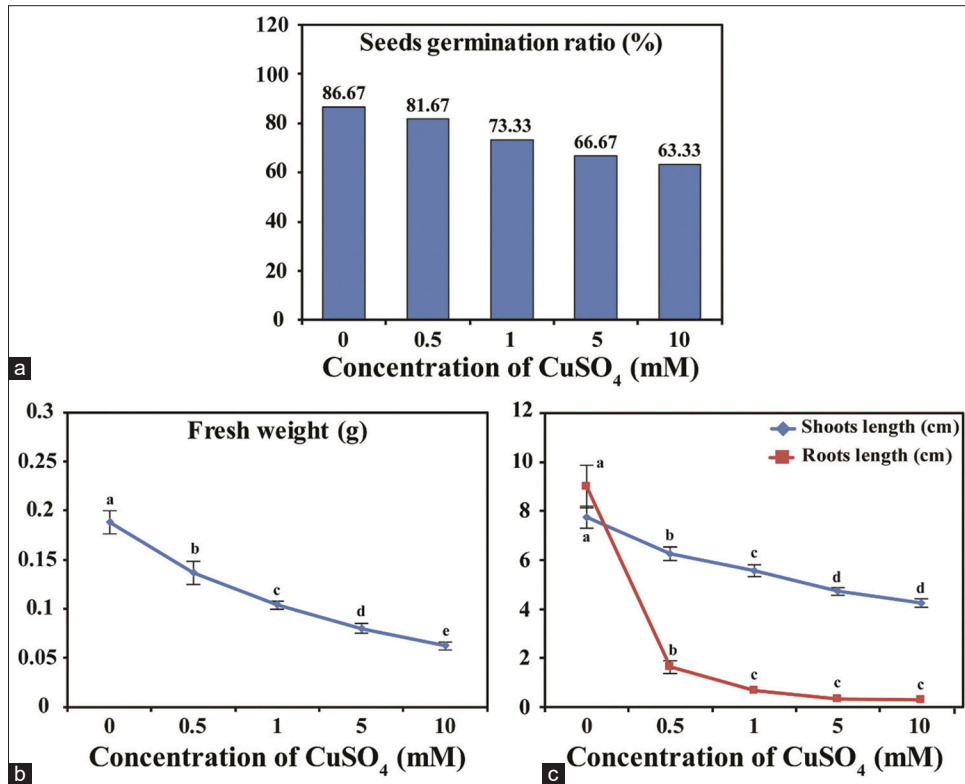 Seeds germination ratio (%)
120
100
80
60
40
20
0
86.67
81.67
73.33
66.67
63.33
0 0.5 1 5 10
Concentration of CuSO₄ (mM)
a
Fresh weight (g)
0.3
0.25
0.2
0.15
0.1
0.05
0
a
b
c
d
e
0 0.5 1 5 10
Concentration of CuSO₄ (mM)
b
Shoots length (cm)
Roots length (cm)
12
10
8
6
4
2
0
a
a
b
c
d
d
b
c
c
c
0 0.5 1 5 10
Concentration of CuSO₄ (mM)
c